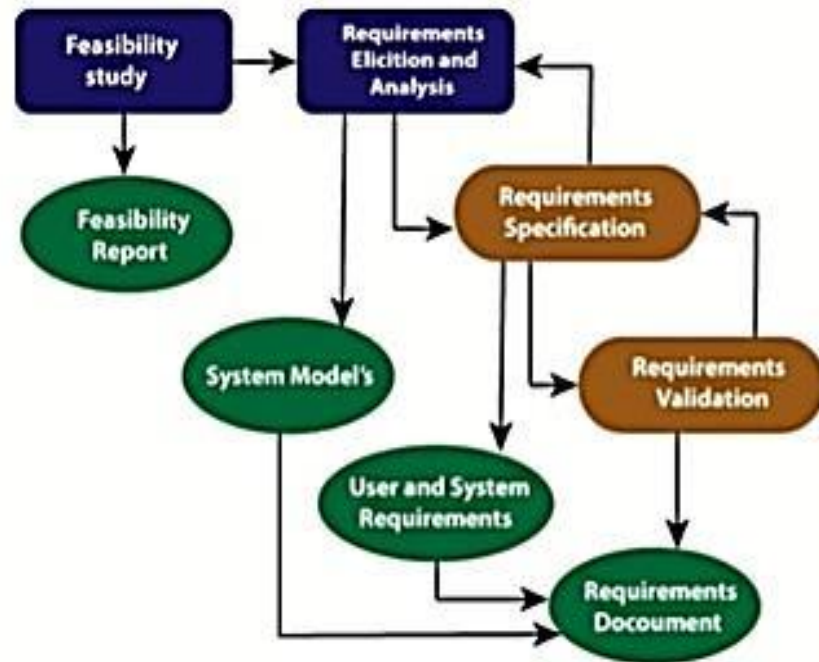 Feasibility
study
Requirements
Elicition and
Analysis
Feasibility
Report
Requirements
Specification
System Model's
Requirements
Validation
User and System
Requirements
Requirements
Docoument